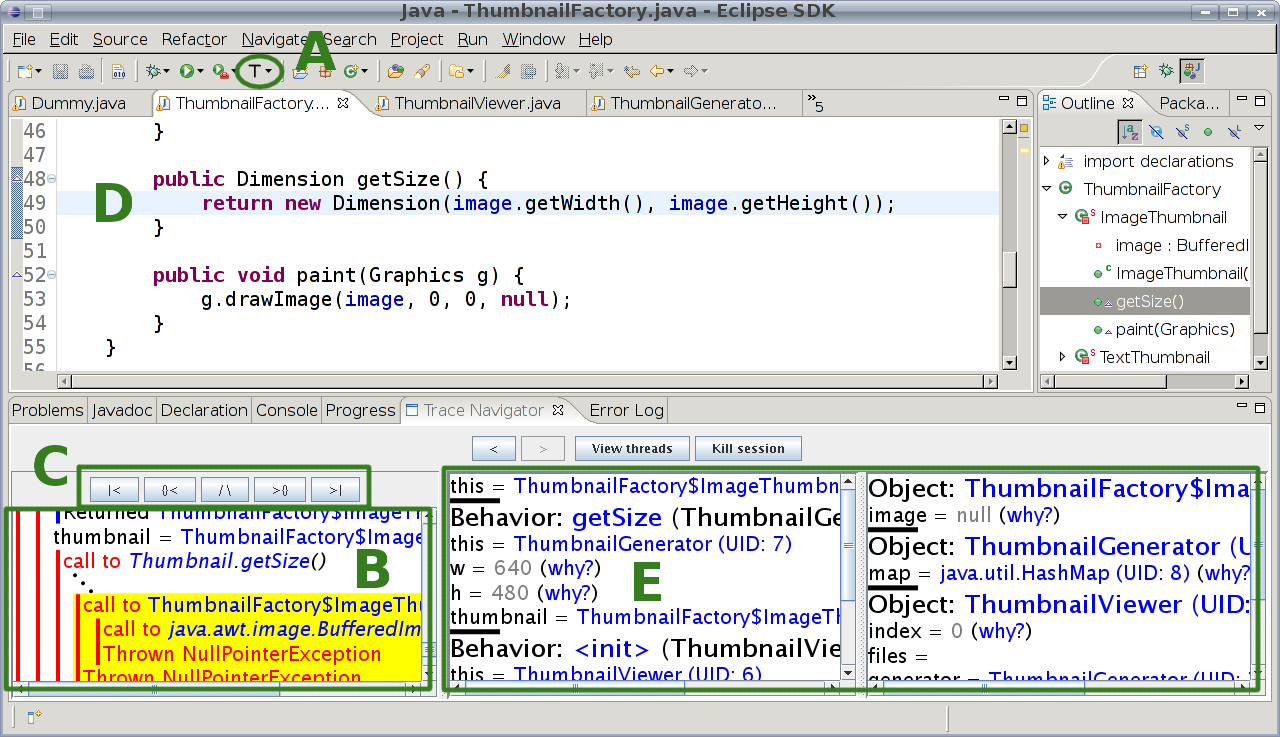 Java - ThumbnailFactory.java - Eclipse SDK
File Edit Source Refactor Navigate Search Project Run Window Help
A
T
J
Dummy.java ThumbnailFactory.... ThumbnailViewer.java ThumbnailGenerato... »5
Outline Packa...
46 }
47
48 public Dimension getSize() {
49 return new Dimension(image.getWidth(), image.getHeight());
50 }
51
52 public void paint(Graphics g) {
53 g.drawImage(image, 0, 0, null);
54 }
55 }
56
D
import declarations
ThumbnailFactory
ImageThumbnail
image : BufferedI
ImageThumbnail(
getSize()
paint(Graphics)
TextThumbnail
Problems Javadoc Declaration Console Progress Trace Navigator Error Log
< > View threads Kill session
C
|< 0< /\ >0 >|
Returned ThumbnailFactory$ImageTh
thumbnail = ThumbnailFactory$Image
call to Thumbnail.getSize()
B
call to ThumbnailFactory$ImageThu
call to java.awt.image.BufferedIm
Thrown NullPointerException
Thrown NullPointerException
this = ThumbnailFactory$ImageThumbn
Behavior: getSize (ThumbnailGe
this = ThumbnailGenerator (UID: 7)
w = 640 (why?)
h = 480 (why?)
thumbnail = ThumbnailFactory$ImageTh
Behavior: <init> (ThumbnailVie
this = ThumbnailViewer (UID: 6)
E
Object: ThumbnailFactory$Ima
image = null (why?)
Object: ThumbnailGenerator (U
map = java.util.HashMap (UID: 8) (why?
Object: ThumbnailViewer (UID:
index = 0 (why?)
files =
generator = ThumbnailGenerator (UID: